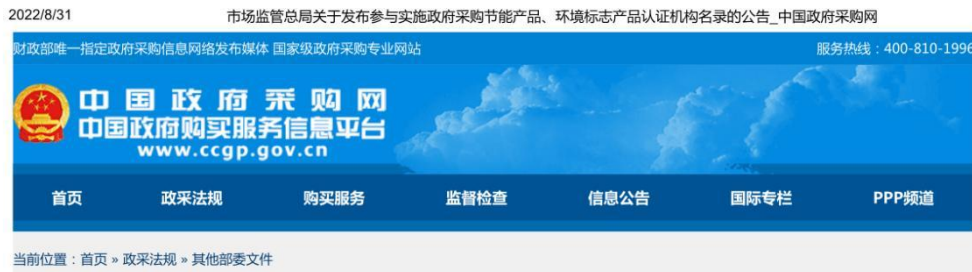 2022/8/31 市场监管总局关于发布参与实施政府采购节能产品、环境标志产品认证机构名录的公告_中国政府采购网
财政部唯一指定政府采购信息网络发布媒体 国家级政府采购专业网站 服务热线：400-810-1996
中国政府采购网
中国政府购买服务信息平台
www.ccgp.gov.cn
首页 政采法规 购买服务 监督检查 信息公告 国际专栏 PPP频道
当前位置：首页 » 政采法规 » 其他部委文件